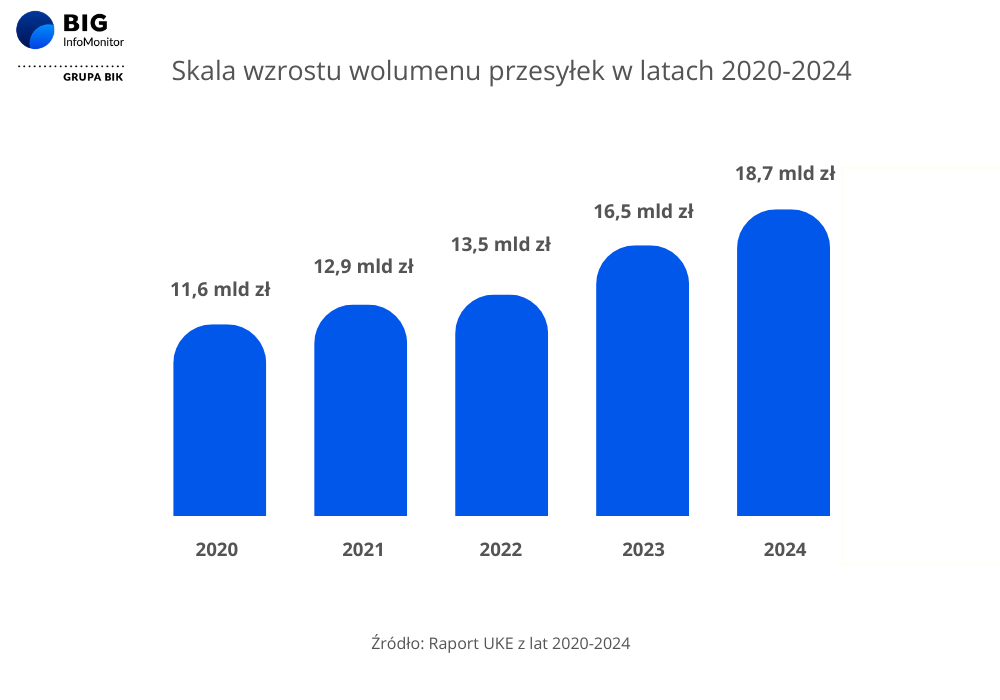 BIG
InfoMonitor
GRUPA BIK
Skala wzrostu wolumenu przesyłek w latach 2020-2024
18,7 mld zł
16,5 mld zł
13,5 mld zł
12,9 mld zł
11,6 mld zł
2020 2021 2022 2023 2024
Źródło: Raport UKE z lat 2020-2024